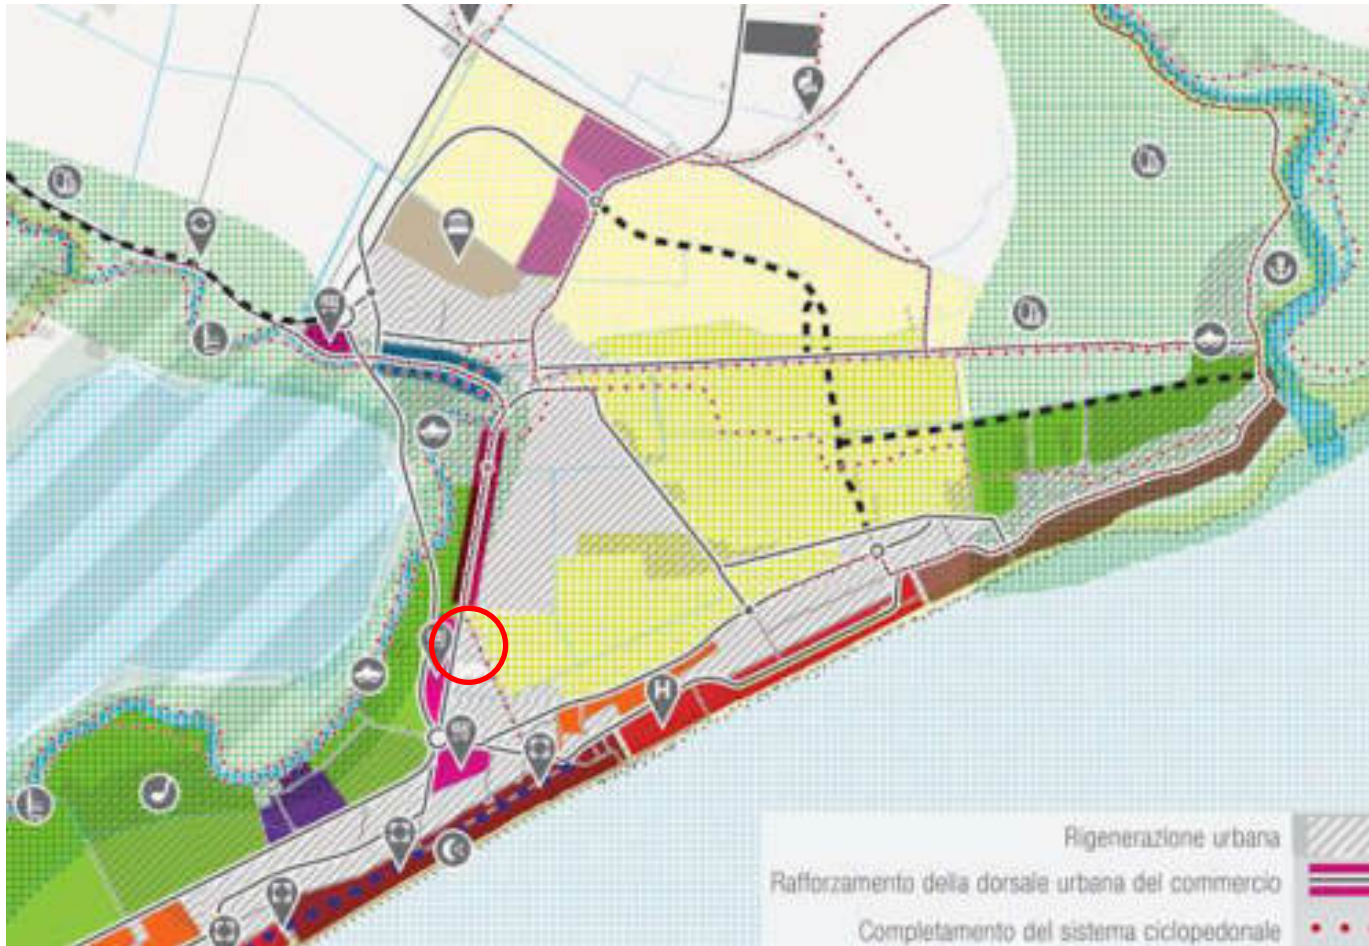 Rigenerazione urbana
Rafforzamento della dorsale urbana del commercio
Completamento del sistema ciclopedonale
H